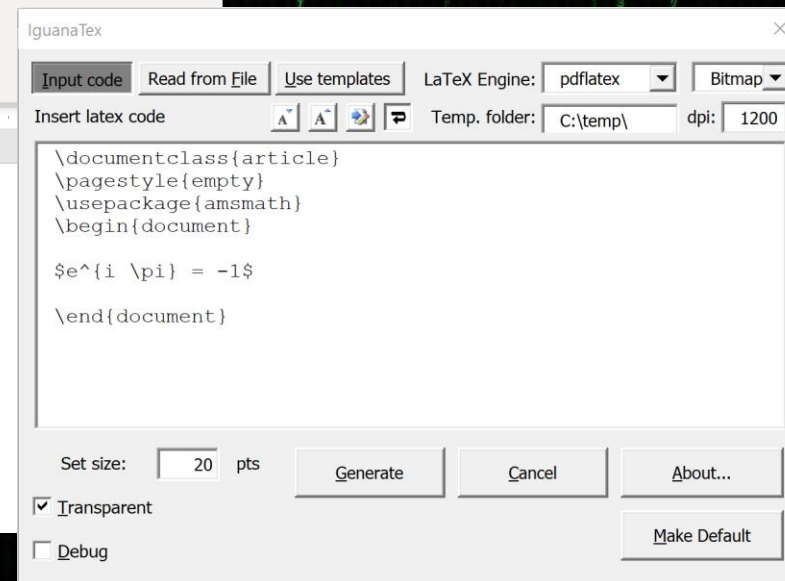 IguanaTex
Input code Read from File Use templates LaTeX Engine: pdflatex Bitmap
Insert latex code Temp. folder: C:\temp\ dpi: 1200
\documentclass{article}
\pagestyle{empty}
\usepackage{amsmath}
\begin{document}
$e^{i \pi} = -1$
\end{document}
Set size: 20 pts Generate Cancel About...
Transparent
Make Default
Debug